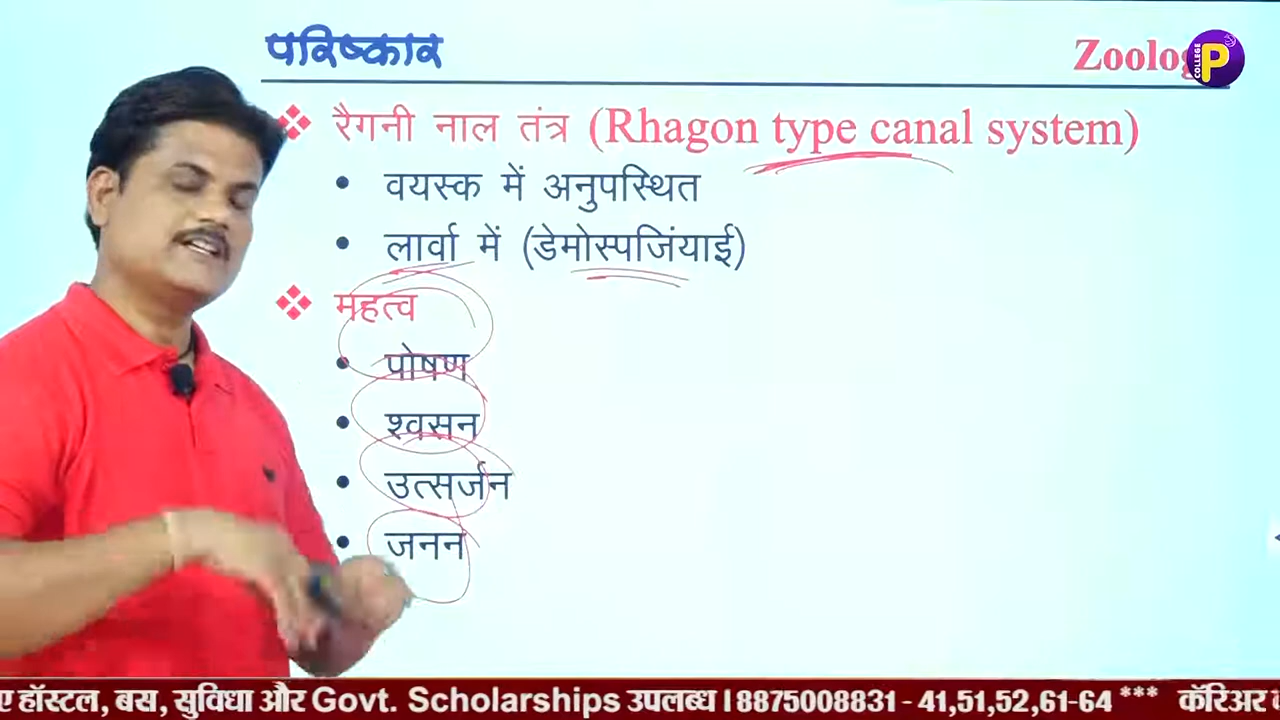 परिष्कार
Zoolog
COLLEGE P
❖ रैगनी नाल तंत्र (Rhagon type canal system)
• वयस्क में अनुपस्थित
• लार्वा में (डेमोस्पजिंयाई)
❖ महत्व
• पोषण
• श्वसन
• उत्सर्जन
• जनन
ए हॉस्टल, बस, सुविधा और Govt. Scholarships उपलब्ध । 8875008831 - 41,51,52,61-64 *** कॅरिअर